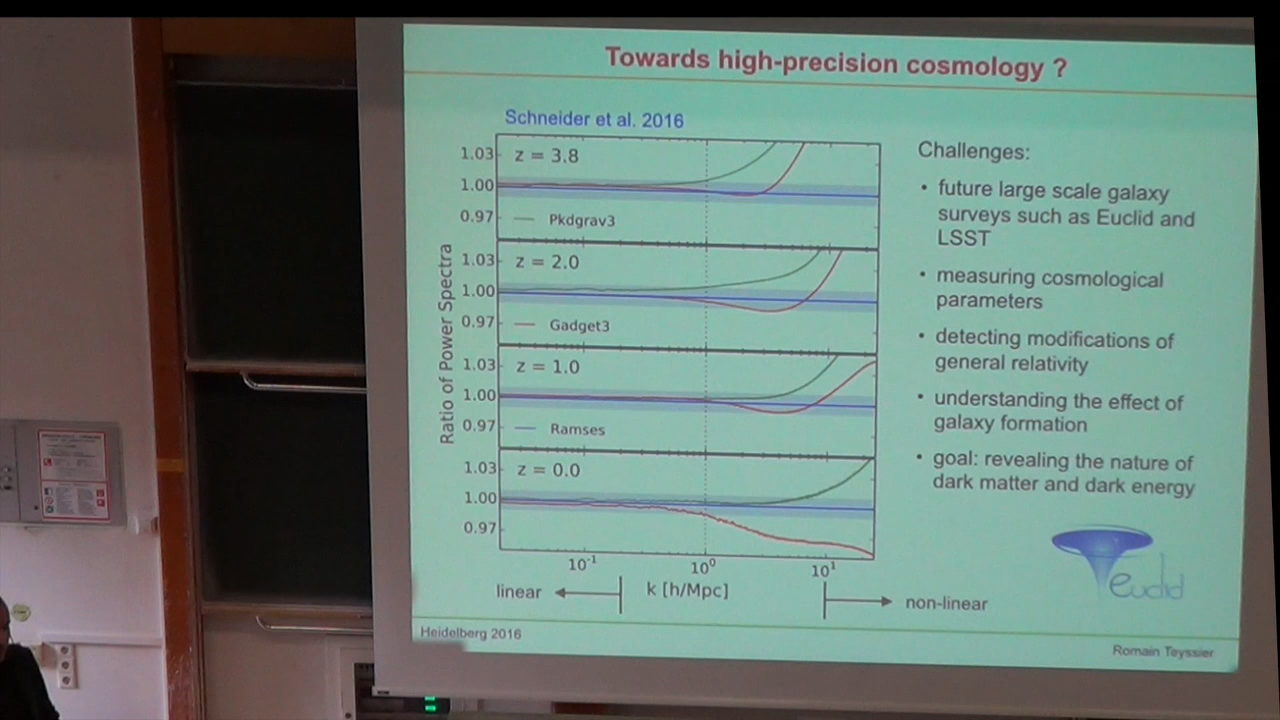 Towards high-precision cosmology ?
Schneider et al. 2016
Ratio of Power Spectra
1.03
z = 3.8
1.00
0.97
Pkdgrav3
1.03
z = 2.0
1.00
0.97
Gadget3
1.03
z = 1.0
1.00
0.97
Ramses
1.03
z = 0.0
1.00
0.97
10⁻¹
10⁰
10¹
linear
k [h/Mpc]
non-linear
Challenges:
• future large scale galaxy
surveys such as Euclid and
LSST
• measuring cosmological
parameters
• detecting modifications of
general relativity
• understanding the effect of
galaxy formation
• goal: revealing the nature of
dark matter and dark energy
euclid
Heidelberg 2016
Romain Teyssier